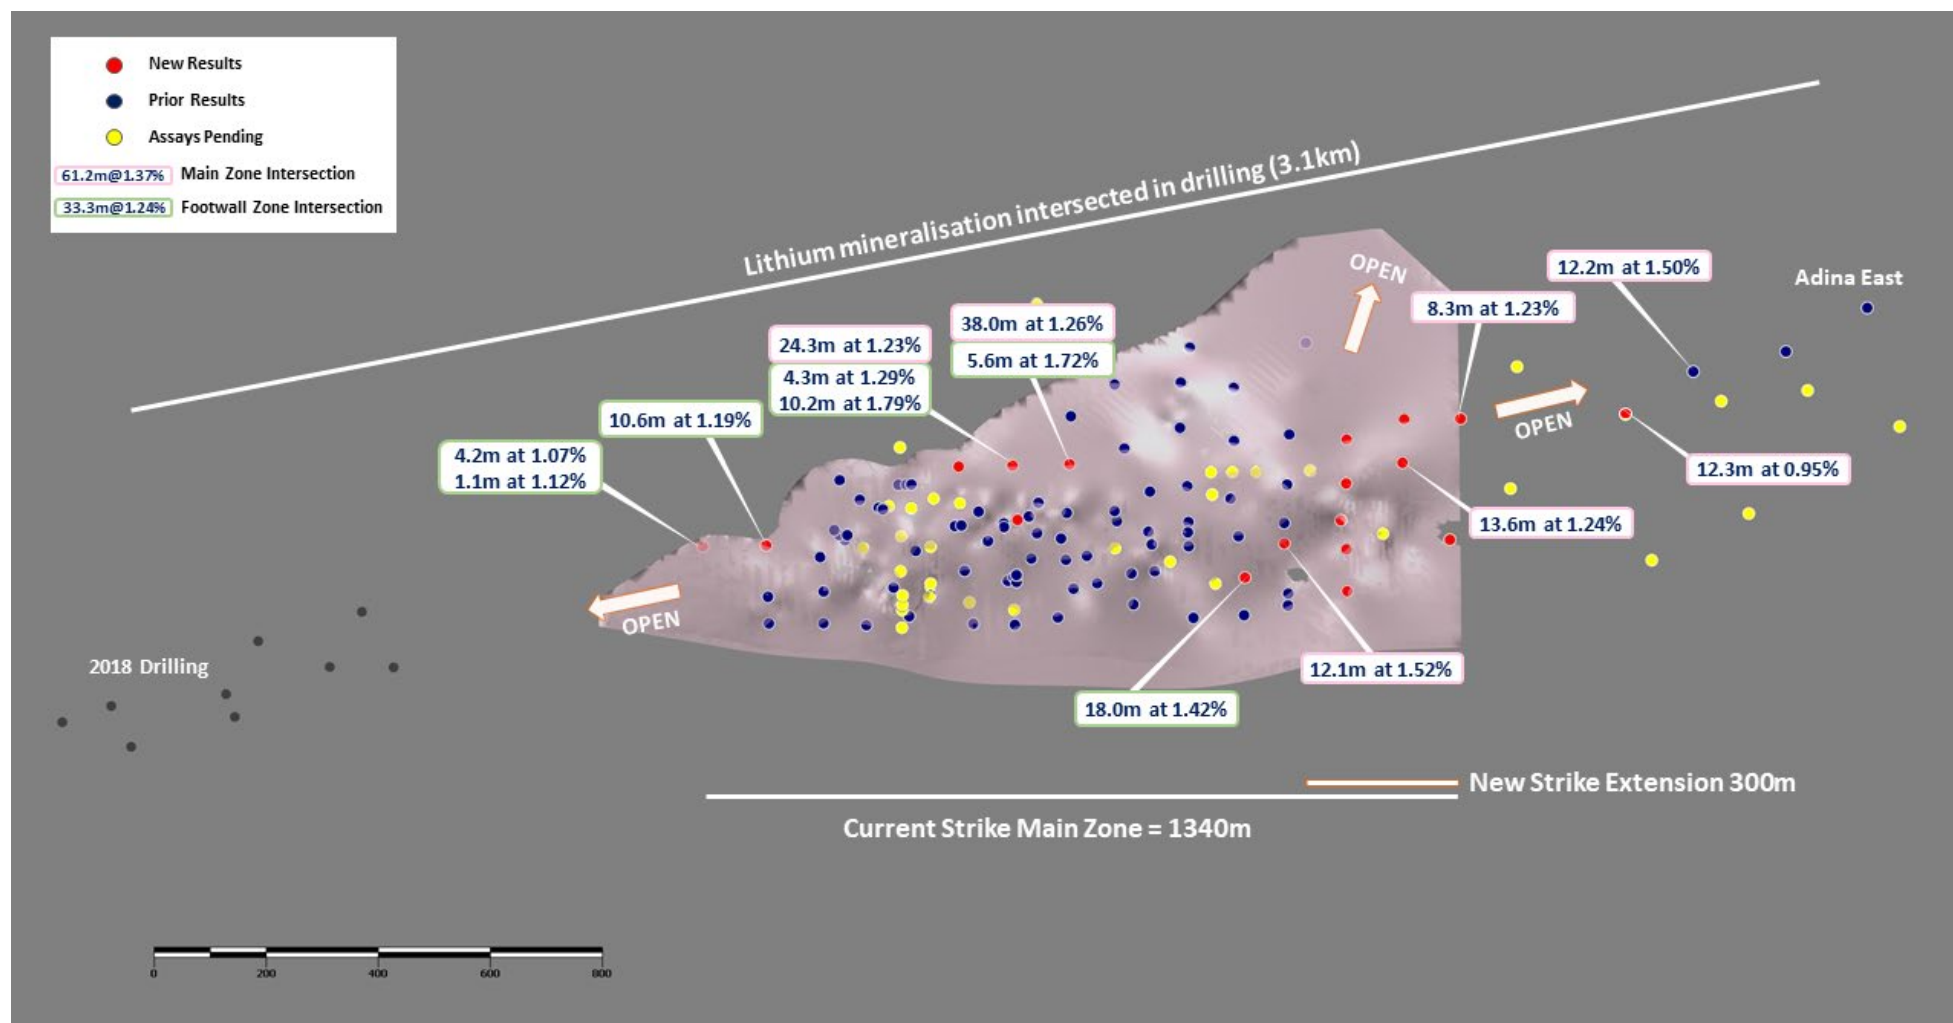 New Results
Prior Results
Assays Pending
61.2m@1.37% Main Zone Intersection
33.3m@1.24% Footwall Zone Intersection
Lithium mineralisation intersected in drilling (3.1km)
OPEN
12.2m at 1.50%
Adina East
8.3m at 1.23%
38.0m at 1.26%
5.6m at 1.72%
24.3m at 1.23%
4.3m at 1.29%
10.2m at 1.79%
10.6m at 1.19%
4.2m at 1.07%
1.1m at 1.12%
OPEN
12.3m at 0.95%
13.6m at 1.24%
OPEN
2018 Drilling
12.1m at 1.52%
18.0m at 1.42%
New Strike Extension 300m
Current Strike Main Zone = 1340m
0 200 400 600 800